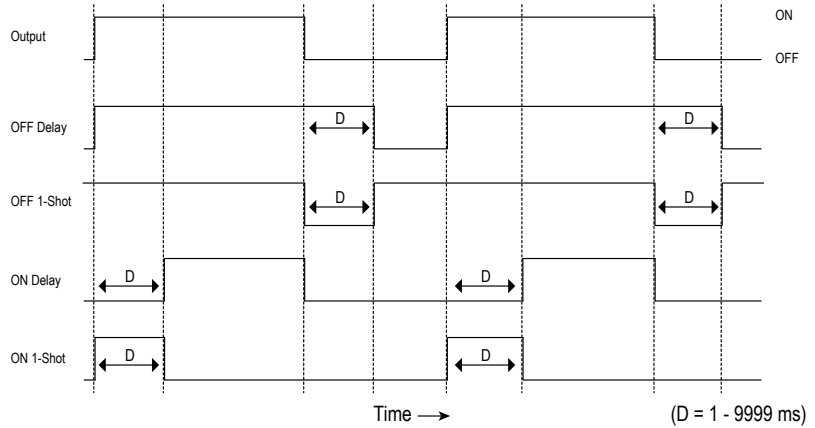 Output
ON
OFF
OFF Delay
D
D
OFF 1-Shot
D
D
ON Delay
D
D
ON 1-Shot
D
D
Time
(D = 1 - 9999 ms)